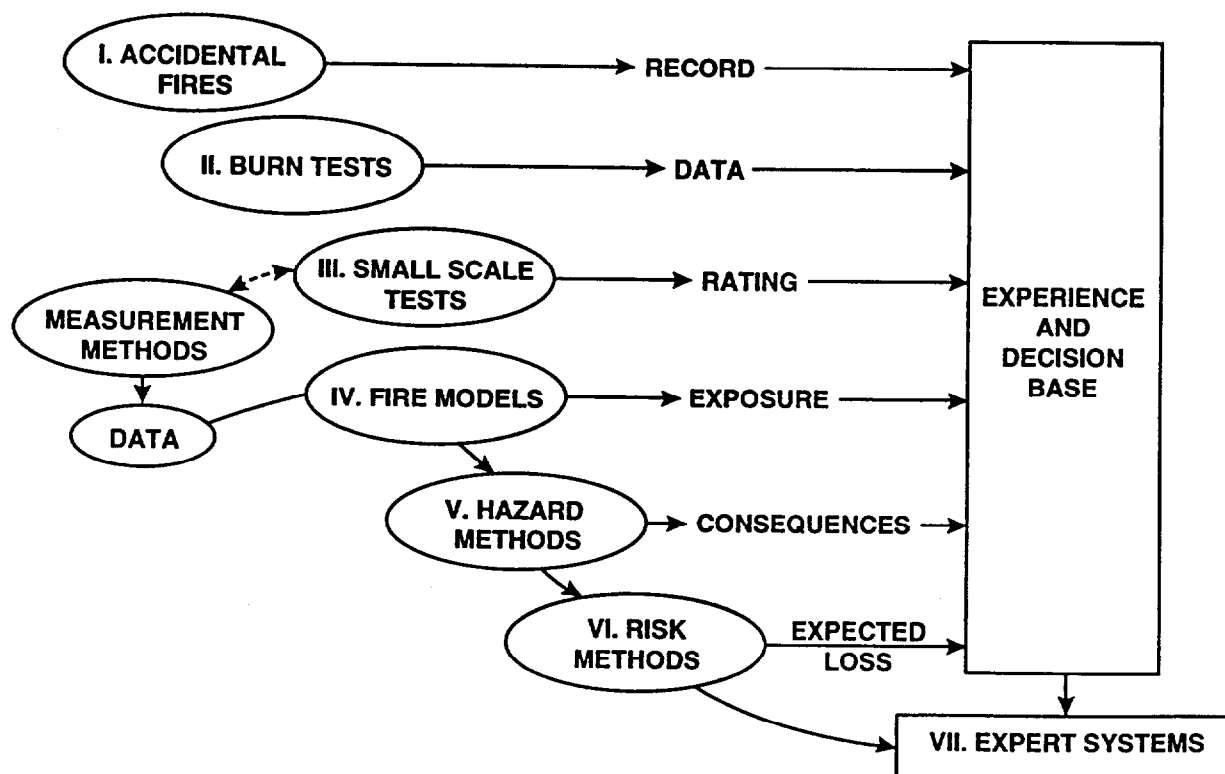 I. ACCIDENTAL
FIRES
RECORD
II. BURN TESTS
DATA
III. SMALL SCALE
TESTS
RATING
MEASUREMENT
METHODS
EXPERIENCE
AND
DECISION
BASE
IV. FIRE MODELS
EXPOSURE
DATA
V. HAZARD
METHODS
CONSEQUENCES
VI. RISK
METHODS
EXPECTED
LOSS
VII. EXPERT SYSTEMS